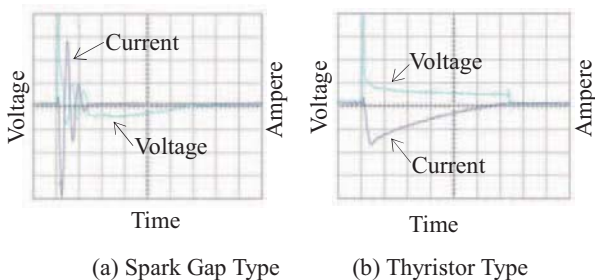 Voltage
Current
Voltage
Ampere
Time
(a) Spark Gap Type
Voltage
Voltage
Current
Ampere
Time
(b) Thyristor Type